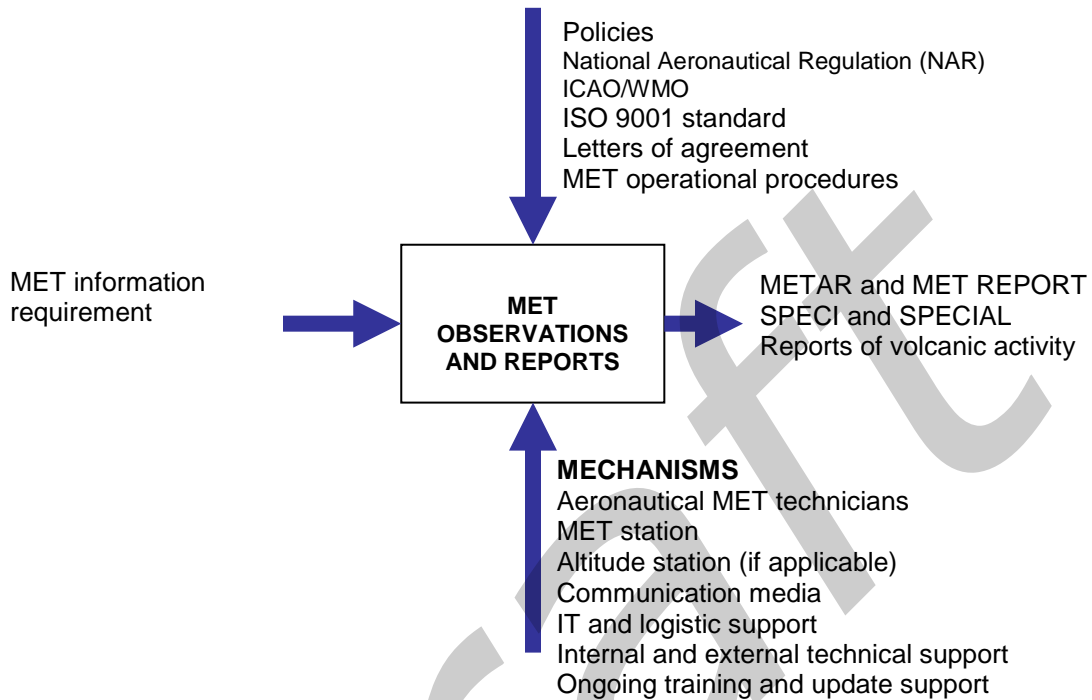 Policies
National Aeronautical Regulation (NAR)
ICAO/WMO
ISO 9001 standard
Letters of agreement
MET operational procedures
MET information
requirement
MET
OBSERVATIONS
AND REPORTS
METAR and MET REPORT
SPECI and SPECIAL
Reports of volcanic activity
MECHANISMS
Aeronautical MET technicians
MET station
Altitude station (if applicable)
Communication media
IT and logistic support
Internal and external technical support
Ongoing training and update support
aft